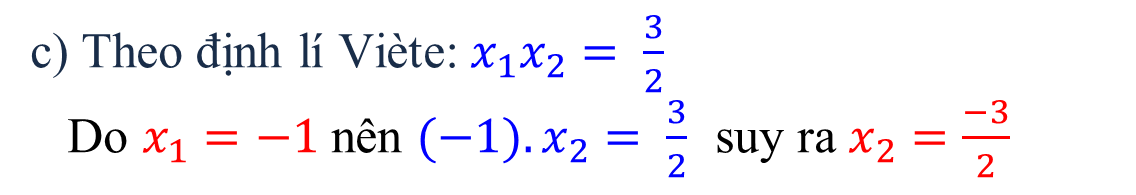 c) Theo định lí Viète: x₁x₂ = 3/2
Do x₁ = −1 nên (−1). x₂ = 3/2 suy ra x₂ = −3/2